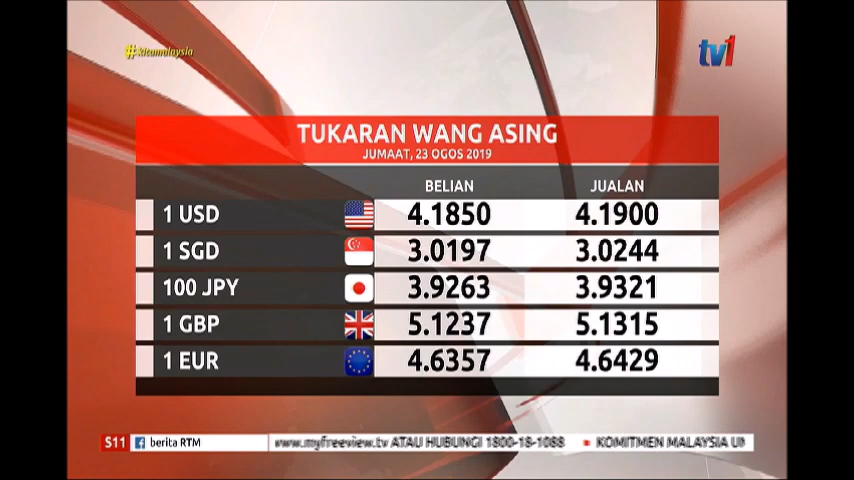 #kitamalaysia
tv1
TUKARAN WANG ASING
JUMAAT, 23 OGOS 2019
BELIAN JUALAN
1 USD 4.1850 4.1900
1 SGD 3.0197 3.0244
100 JPY 3.9263 3.9321
1 GBP 5.1237 5.1315
1 EUR 4.6357 4.6429
S11 berita RTM www.myfreeview.tv ATAU HUBUNGI 1800-18-1088 KOMITMEN MALAYSIA